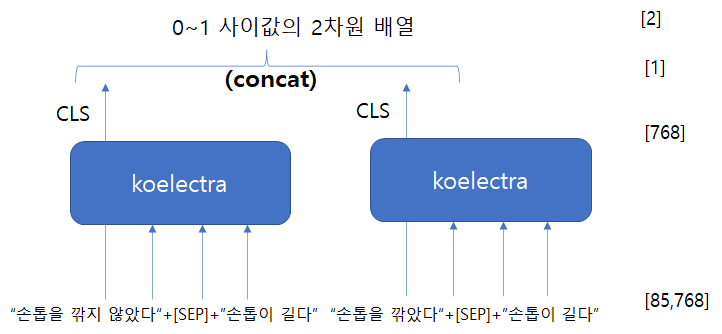 0~1 사이값의 2차원 배열 [2]
(concat) [1]
CLS CLS
[768]
koelectra koelectra
"손톱을 깎지 않았다"+[SEP]+"손톱이 길다" "손톱을 깎았다"+[SEP]+"손톱이 길다" [85,768]